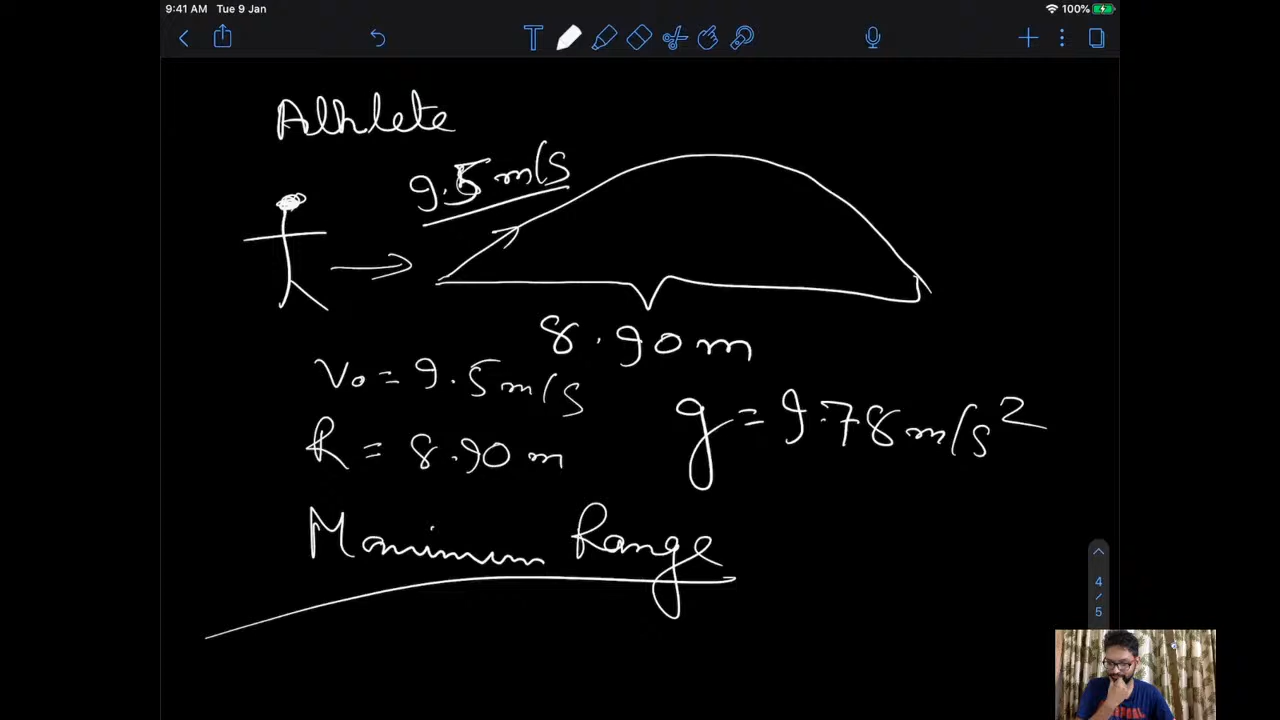 9:41 AM Tue 9 Jan
100%
T
Athlete
9.5 m/s
8.90 m
V₀ = 9.5 m/s
g = 9.78 m/s²
R = 8.90 m
Maximum Range
4
/
5